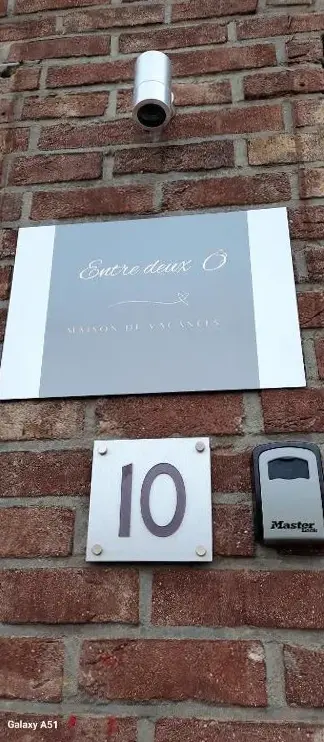 Entre deux Ô
MAISON DE VACANCES
10
Master
Lock
Galaxy A51